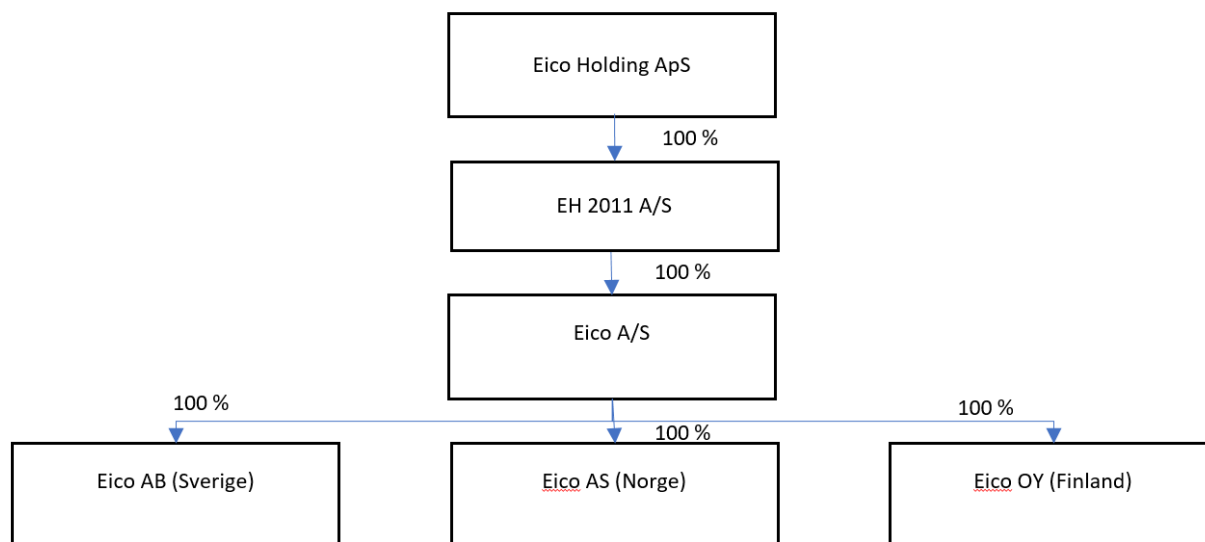 Eico Holding ApS
100 %
EH 2011 A/S
100 %
Eico A/S
100 %
100 %
100 %
Eico AB (Sverige)
Eico AS (Norge)
Eico OY (Finland)